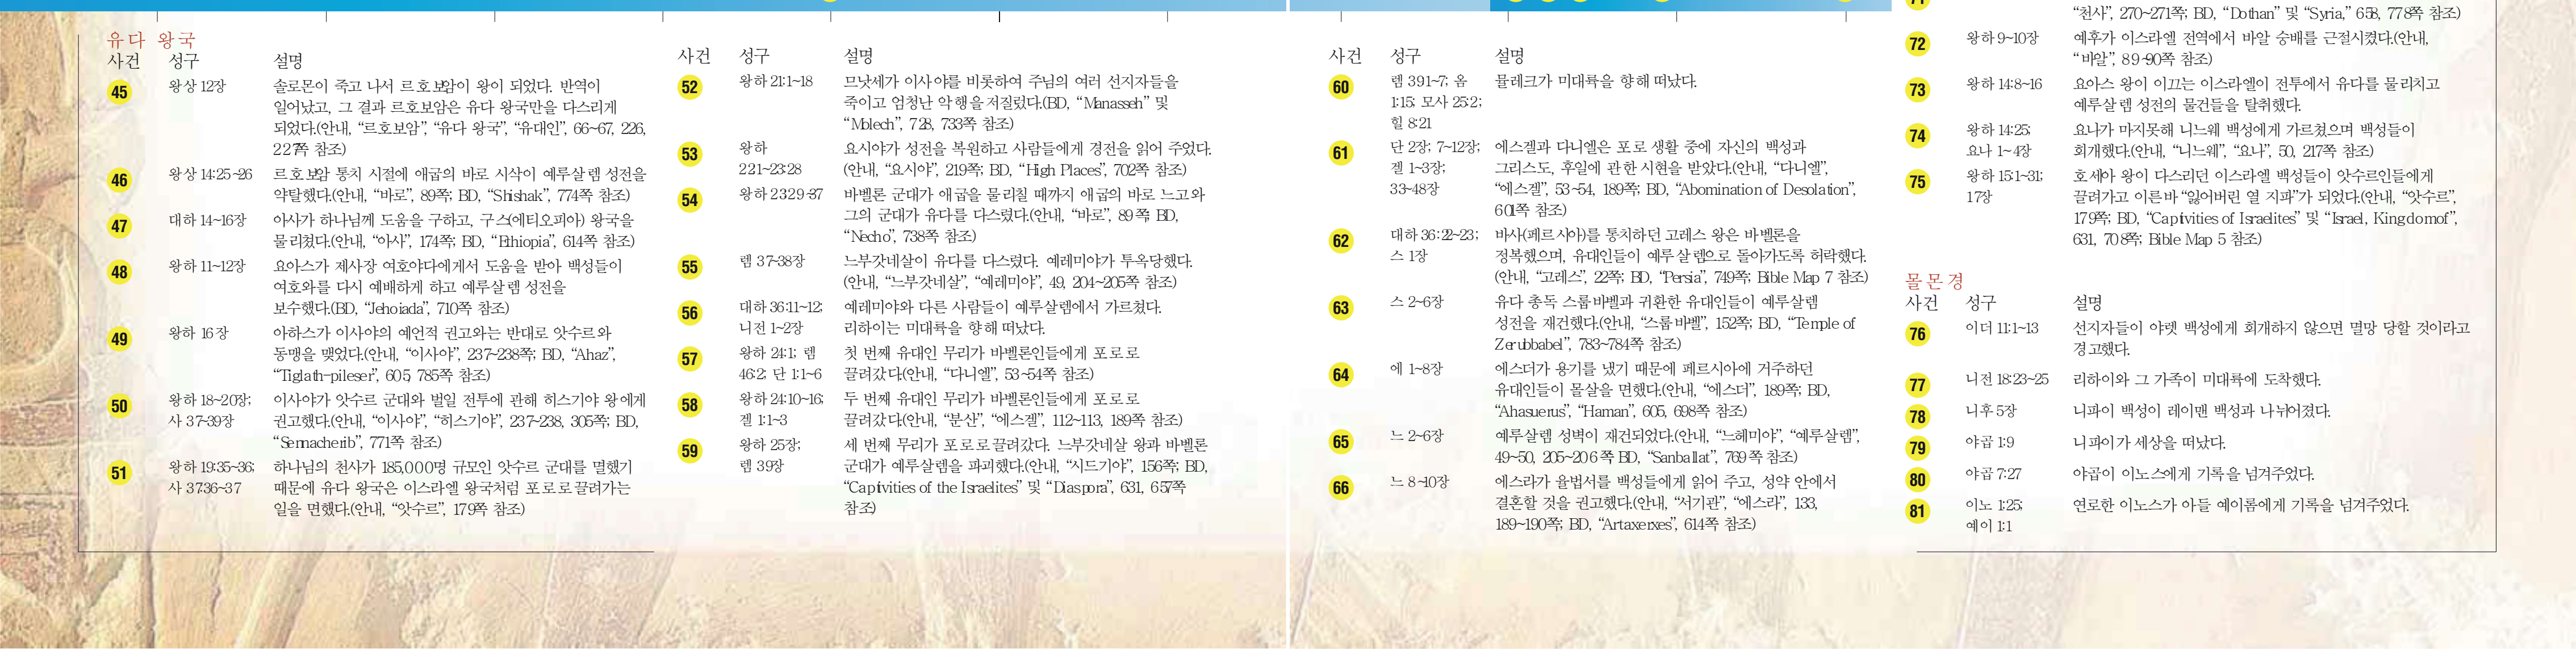 유다 왕국
사건 성구 설명
45 왕상 12장 솔로몬이 죽고 나서 르호보암이 왕이 되었다. 반역이
일어났고, 그 결과 르호보암은 유다 왕국만을 다스리게
되었다.(안내, “르호보암”, “유다 왕국”, “유대인”, 66~67, 226,
227쪽 참조)
46 왕상 14:25~26 르호보암 통치 시절에 애굽의 바로 시삭이 예루살렘 성전을
약탈했다.(안내, “바로”, 89쪽; BD, “Shishak”, 774쪽 참조)
47 대하 14~16장 아사가 하나님께 도움을 구하고, 구스(에티오피아) 왕국을
물리쳤다.(안내, “아사”, 174쪽; BD, “Ethiopia”, 614쪽 참조)
48 왕하 11~12장 요아스가 제사장 여호야다에게서 도움을 받아 백성들이
여호와를 다시 예배하게 하고 예루살렘 성전을
보수했다.(BD, “Jehoiada”, 710쪽 참조)
49 왕하 16장 아하스가 이사야의 예언적 권고와는 반대로 앗수르와
동맹을 맺었다.(안내, “이사야”, 237~238쪽; BD, “Ahaz”,
“Tiglath-pileser”, 605, 785쪽 참조)
50 왕하 18~20장; 이사야가 앗수르 군대와 벌일 전투에 관해 히스기야 왕에게
사 37~39장 권고했다.(안내, “이사야”, “히스기야”, 237~238, 305쪽; BD,
“Sennacherib”, 771쪽 참조)
51 왕하 19:35~36; 하나님의 천사가 185,000명 규모인 앗수르 군대를 멸했기
사 37:36~37 때문에 유다 왕국은 이스라엘 왕국처럼 포로로 끌려가는
일을 면했다.(안내, “앗수르”, 179쪽 참조)
사건 성구 설명
52 왕하 21:1~18 므낫세가 이사야를 비롯하여 주님의 여러 선지자들을
죽이고 엄청난 악행을 저질렀다.(BD, “Manasseh” 및
“Molech”, 728, 733쪽 참조)
53 왕하 요시야가 성전을 복원하고 사람들에게 경전을 읽어 주었다.
22:1~23:28 (안내, “요시야”, 219쪽; BD, “High Places”, 702쪽 참조)
54 왕하 23:29~37 바벨론 군대가 애굽을 물리칠 때까지 애굽의 바로 느고와
그의 군대가 유다를 다스렸다.(안내, “바로”, 89쪽; BD,
“Necho”, 738쪽 참조)
55 렘 37~38장 느부갓네살이 유다를 다스렸다. 예레미야가 투옥당했다.
(안내, “느부갓네살”, “예레미야”, 49, 204~205쪽 참조)
56 대하 36:11~12; 예레미야와 다른 사람들이 예루살렘에서 가르쳤다.
니전 1~2장 리하이는 미대륙을 향해 떠났다.
57 왕하 24:1; 렘 첫 번째 유대인 무리가 바벨론인들에게 포로로
46:2; 단 1:1~6 끌려갔다.(안내, “다니엘”, 53~54쪽 참조)
58 왕하 24:10~16; 두 번째 유대인 무리가 바벨론인들에게 포로로
겔 1:1~3 끌려갔다.(안내, “분산”, “에스겔”, 112~113, 189쪽 참조)
59 왕하 25장; 세 번째 무리가 포로로 끌려갔다. 느부갓네살 왕과 바벨론
렘 39장 군대가 예루살렘을 파괴했다.(안내, “시드기야”, 156쪽; BD,
“Captivities of the Israelites” 및 “Diaspora”, 631, 657쪽
참조)
사건 성구 설명
60 렘 39:1~7; 옴 뮬레크가 미대륙을 향해 떠났다.
1:15; 모사 25:2;
힐 8:21
61 단 2장; 7~12장; 에스겔과 다니엘은 포로 생활 중에 자신의 백성과
겔 1~3장; 그리스도, 후일에 관한 시현을 받았다.(안내, “다니엘”,
33~48장 “에스겔”, 53~54, 189쪽; BD, “Abomination of Desolation”,
601쪽 참조)
62 대하 36:22~23; 바사(페르시아)를 통치하던 고레스 왕은 바벨론을
스 1장 정복했으며, 유대인들이 예루살렘으로 돌아가도록 허락했다.
(안내, “고레스”, 22쪽; BD, “Persia”, 749쪽; Bible Map 7 참조)
63 스 2~6장 유다 총독 스룹바벨과 귀환한 유대인들이 예루살렘
성전을 재건했다.(안내, “스룹바벨”, 152쪽; BD, “Temple of
Zerubbabel”, 783~784쪽 참조)
64 에 1~8장 에스더가 용기를 냈기 때문에 페르시아에 거주하던
유대인들이 몰살을 면했다.(안내, “에스더”, 189쪽; BD,
“Ahasuerus”, “Haman”, 605, 698쪽 참조)
65 느 2~6장 예루살렘 성벽이 재건되었다.(안내, “느헤미야”, “예루살렘”,
49~50, 205~206쪽 BD, “Sanballat”, 769쪽 참조)
66 느 8~10장 에스라가 율법서를 백성들에게 읽어 주고, 성약 안에서
결혼할 것을 권고했다.(안내, “서기관”, “에스라”, 133,
189~190쪽; BD, “Artaxerxes”, 614쪽 참조)
“천사”, 270~271쪽; BD, “Dothan” 및 “Syria,” 658, 778쪽 참조)
72 왕하 9~10장 예후가 이스라엘 전역에서 바알 숭배를 근절시켰다.(안내,
“바알”, 89~90쪽 참조)
73 왕하 14:8~16 요아스 왕이 이끄는 이스라엘이 전투에서 유다를 물리치고
예루살렘 성전의 물건들을 탈취했다.
74 왕하 14:25; 요나가 마지못해 니느웨 백성에게 가르쳤으며 백성들이
요나 1~4장 회개했다.(안내, “니느웨”, “요나”, 50, 217쪽 참조)
75 왕하 15:1~31; 호세아 왕이 다스리던 이스라엘 백성들이 앗수르인들에게
17장 끌려가고 이른바 “잃어버린 열 지파”가 되었다.(안내, “앗수르”,
179쪽; BD, “Captivities of Israelites” 및 “Israel, Kingdom of”,
631, 708쪽; Bible Map 5 참조)
몰몬경
사건 성구 설명
76 이더 11:1~13 선지자들이 야렛 백성에게 회개하지 않으면 멸망 당할 것이라고
경고했다.
77 니전 18:23~25 리하이와 그 가족이 미대륙에 도착했다.
78 니후 5장 니파이 백성이 레이맨 백성과 나뉘어졌다.
79 야곱 1:9 니파이가 세상을 떠났다.
80 야곱 7:27 야곱이 이노스에게 기록을 넘겨주었다.
81 이노 1:25; 연로한 이노스가 아들 예이롬에게 기록을 넘겨주었다.
예이 1:1